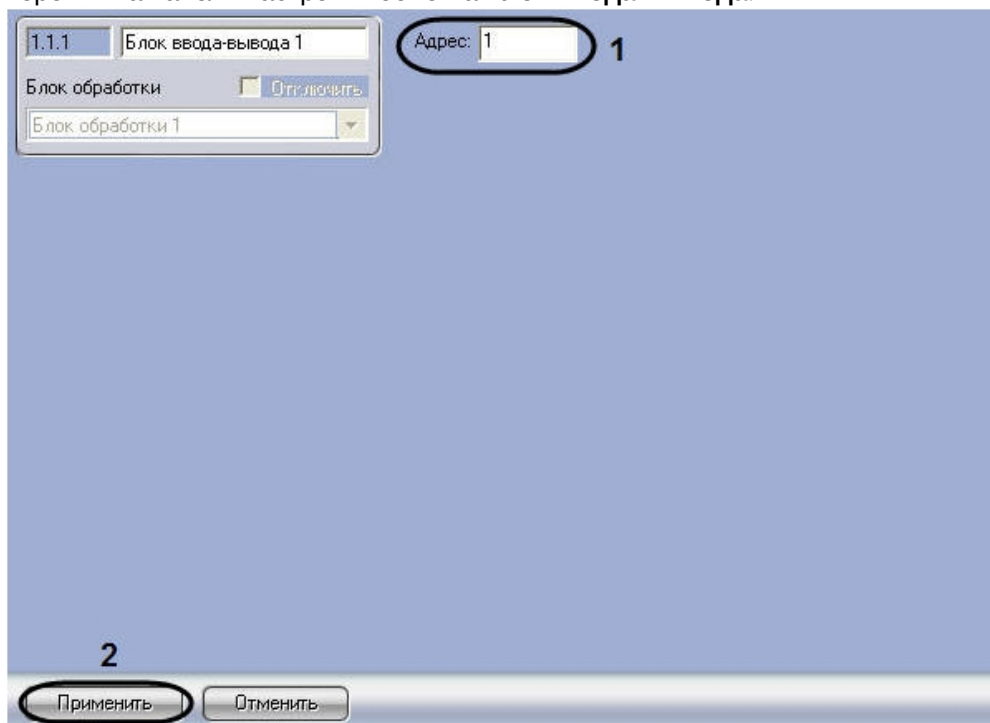 1.1.1 Блок ввода-вывода 1
Адрес: 1
1
Блок обработки
Отключить
Блок обработки 1
2
Применить
Отменить